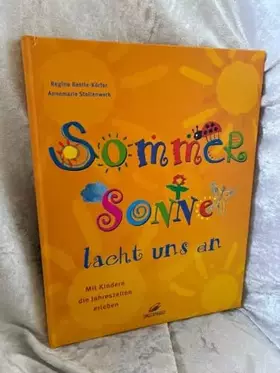 Regina Bestle-Körfer
Annemarie Stollenwerk
Sommer
SONNE
lacht uns an
Mit Kindern
die Jahreszeiten
erleben